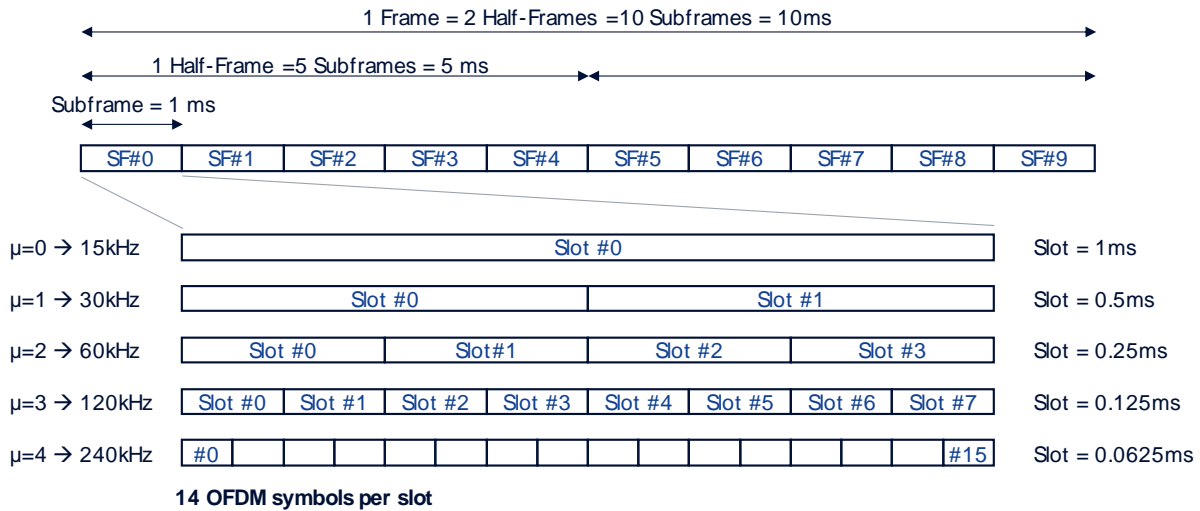 1 Frame = 2 Half-Frames =10 Subframes = 10ms
1 Half-Frame =5 Subframes = 5 ms
Subframe = 1 ms
SF#0 SF#1 SF#2 SF#3 SF#4 SF#5 SF#6 SF#7 SF#8 SF#9
μ=0 → 15kHz Slot #0 Slot = 1ms
μ=1 → 30kHz Slot #0 Slot #1 Slot = 0.5ms
μ=2 → 60kHz Slot #0 Slot#1 Slot #2 Slot #3 Slot = 0.25ms
μ=3 → 120kHz Slot #0 Slot #1 Slot #2 Slot #3 Slot #4 Slot #5 Slot #6 Slot #7 Slot = 0.125ms
μ=4 → 240kHz #0 #15 Slot = 0.0625ms
14 OFDM symbols per slot